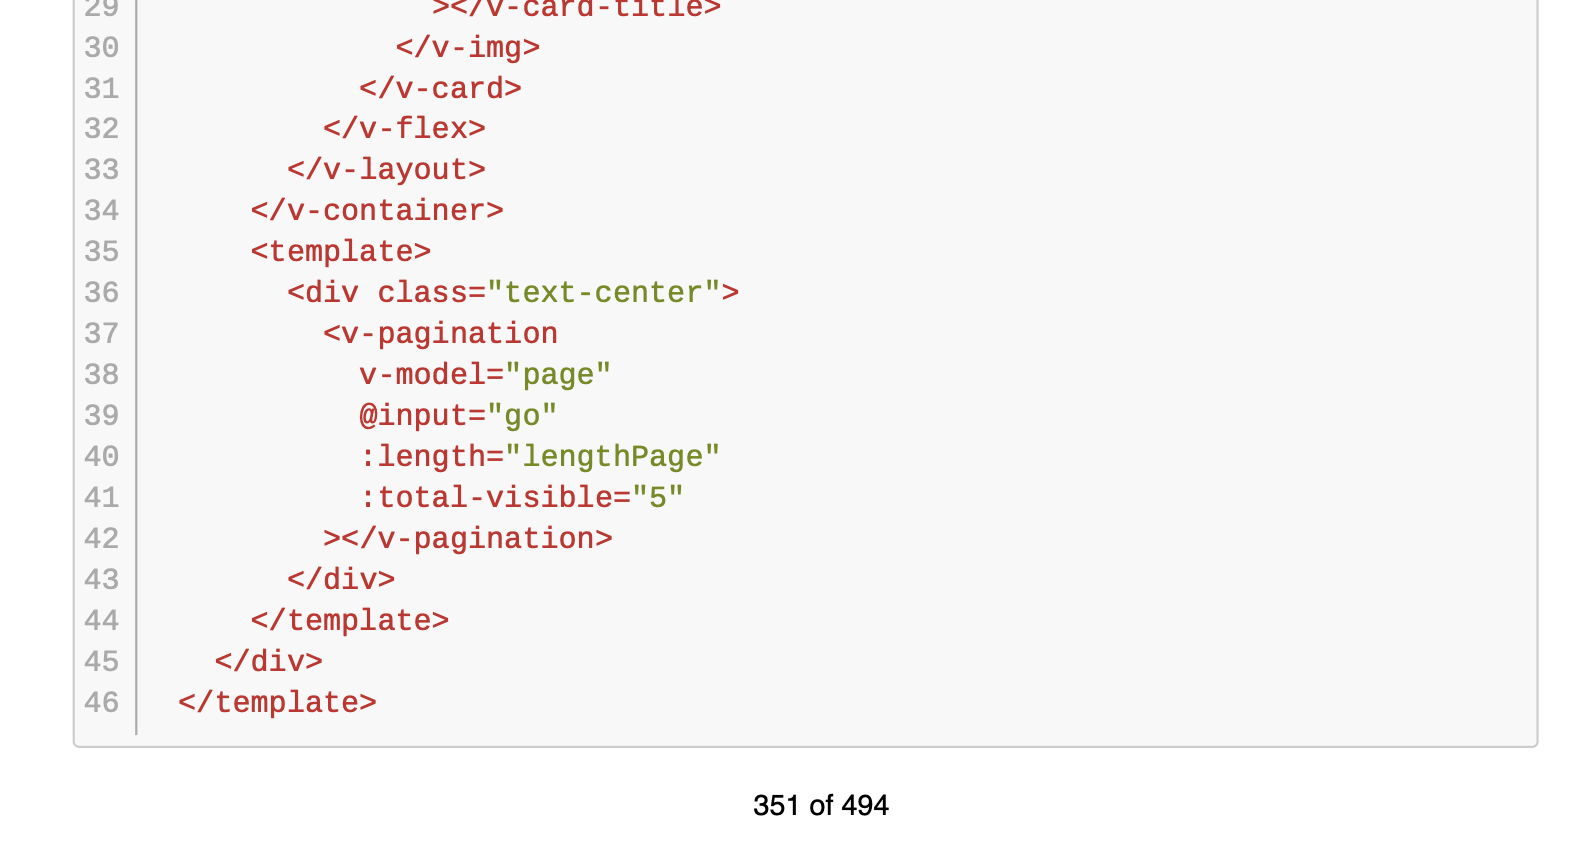 29 ></v-card-title>
30 </v-img>
31 </v-card>
32 </v-flex>
33 </v-layout>
34 </v-container>
35 <template>
36 <div class="text-center">
37 <v-pagination
38 v-model="page"
39 @input="go"
40 :length="lengthPage"
41 :total-visible="5"
42 ></v-pagination>
43 </div>
44 </template>
45 </div>
46 </template>
351 of 494